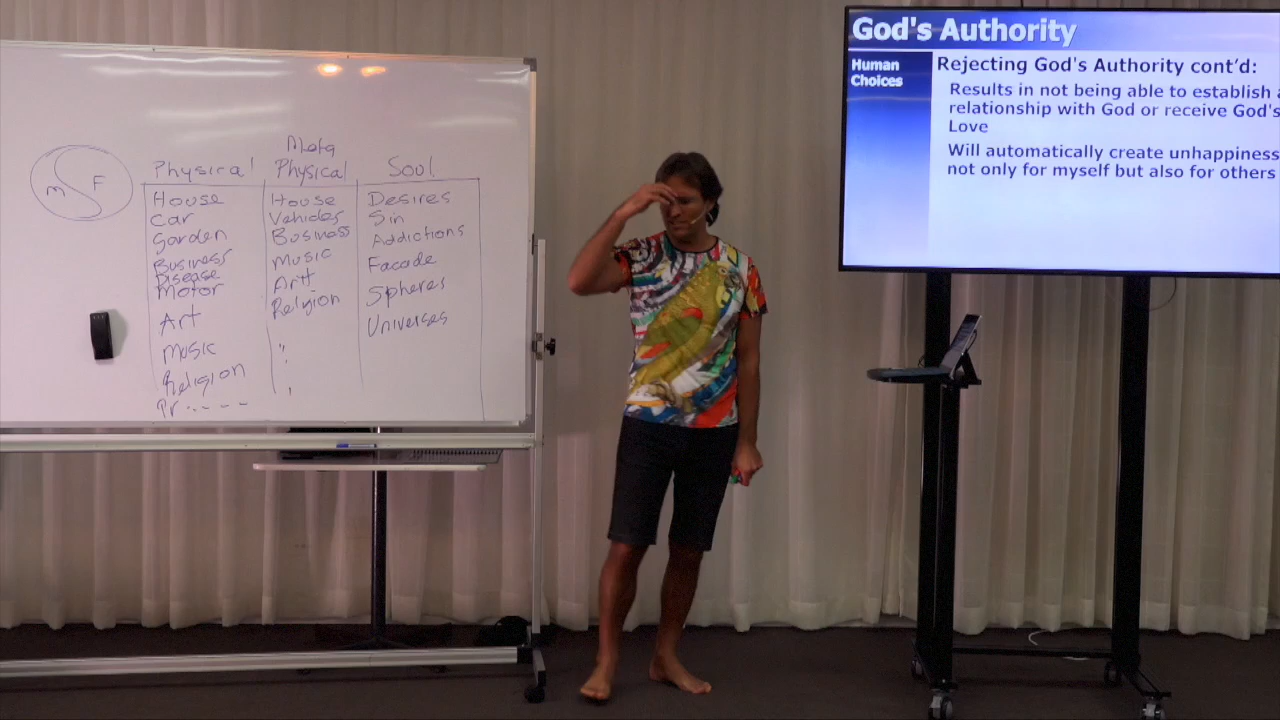 M
F
Physical
Meta
Physical
Soul
House
Car
Garden
Business
Disease
Motor
Art
Music
Religion
Pr.----
House
Vehicles
Business
Music
Art
Religion
"
Desires
Sin
Addictions
Facade
Spheres
Universes
God's Authority
Human
Choices
Rejecting God's Authority cont'd:
Results in not being able to establish
relationship with God or receive God's
Love
Will automatically create unhappiness
not only for myself but also for others